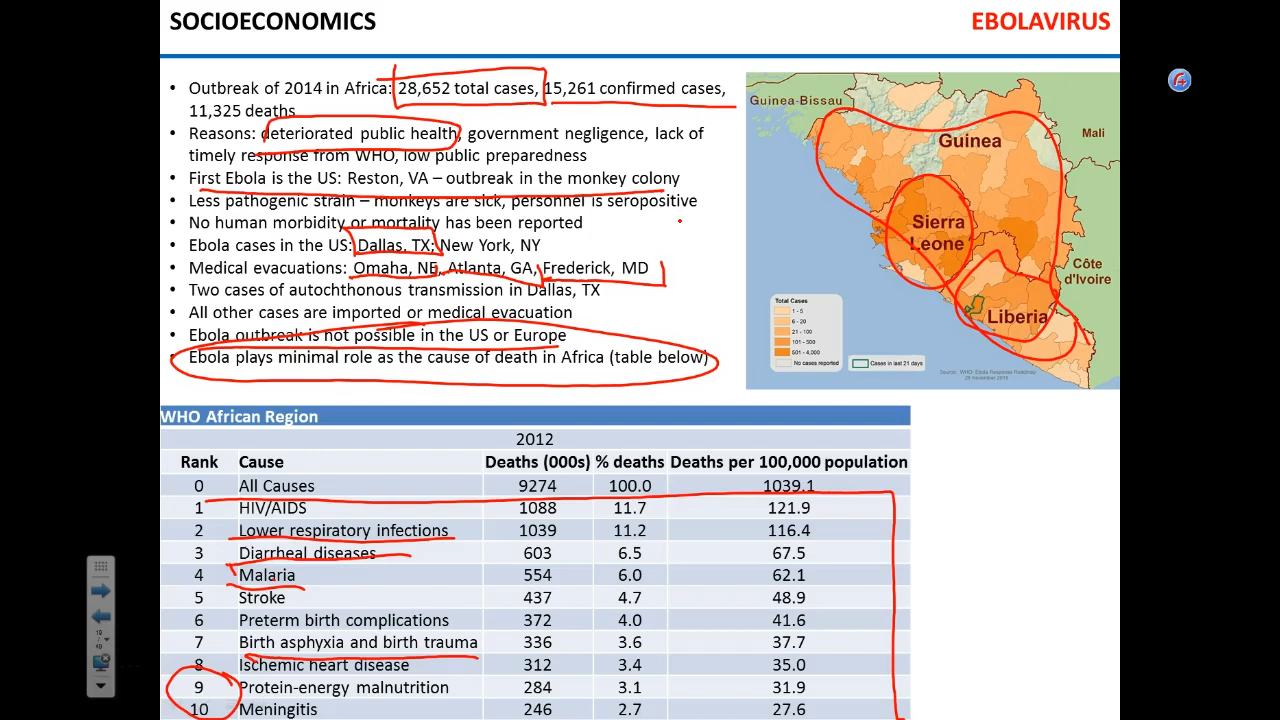 SOCIOECONOMICS
EBOLAVIRUS
• Outbreak of 2014 in Africa: 28,652 total cases, 15,261 confirmed cases,
11,325 deaths
• Reasons: deteriorated public health, government negligence, lack of
timely response from WHO, low public preparedness
• First Ebola is the US: Reston, VA – outbreak in the monkey colony
• Less pathogenic strain – monkeys are sick, personnel is seropositive
• No human morbidity or mortality has been reported
• Ebola cases in the US: Dallas, TX; New York, NY
• Medical evacuations: Omaha, NE, Atlanta, GA, Frederick, MD
• Two cases of autochthonous transmission in Dallas, TX
• All other cases are imported or medical evacuation
• Ebola outbreak is not possible in the US or Europe
• Ebola plays minimal role as the cause of death in Africa (table below)
Guinea-Bissau
Mali
Guinea
Sierra
Leone
Côte
d'Ivoire
Liberia
Total Cases
1 - 5
6 - 20
21 - 100
101 - 500
501 - 4,000
No cases reported
Cases in last 21 days
Source: WHO: Ebola Response Roadmap
WHO African Region
2012
Rank Cause Deaths (000s) % deaths Deaths per 100,000 population
0 All Causes 9274 100.0 1039.1
1 HIV/AIDS 1088 11.7 121.9
2 Lower respiratory infections 1039 11.2 116.4
3 Diarrheal diseases 603 6.5 67.5
4 Malaria 554 6.0 62.1
5 Stroke 437 4.7 48.9
6 Preterm birth complications 372 4.0 41.6
7 Birth asphyxia and birth trauma 336 3.6 37.7
8 Ischemic heart disease 312 3.4 35.0
9 Protein-energy malnutrition 284 3.1 31.9
10 Meningitis 246 2.7 27.6